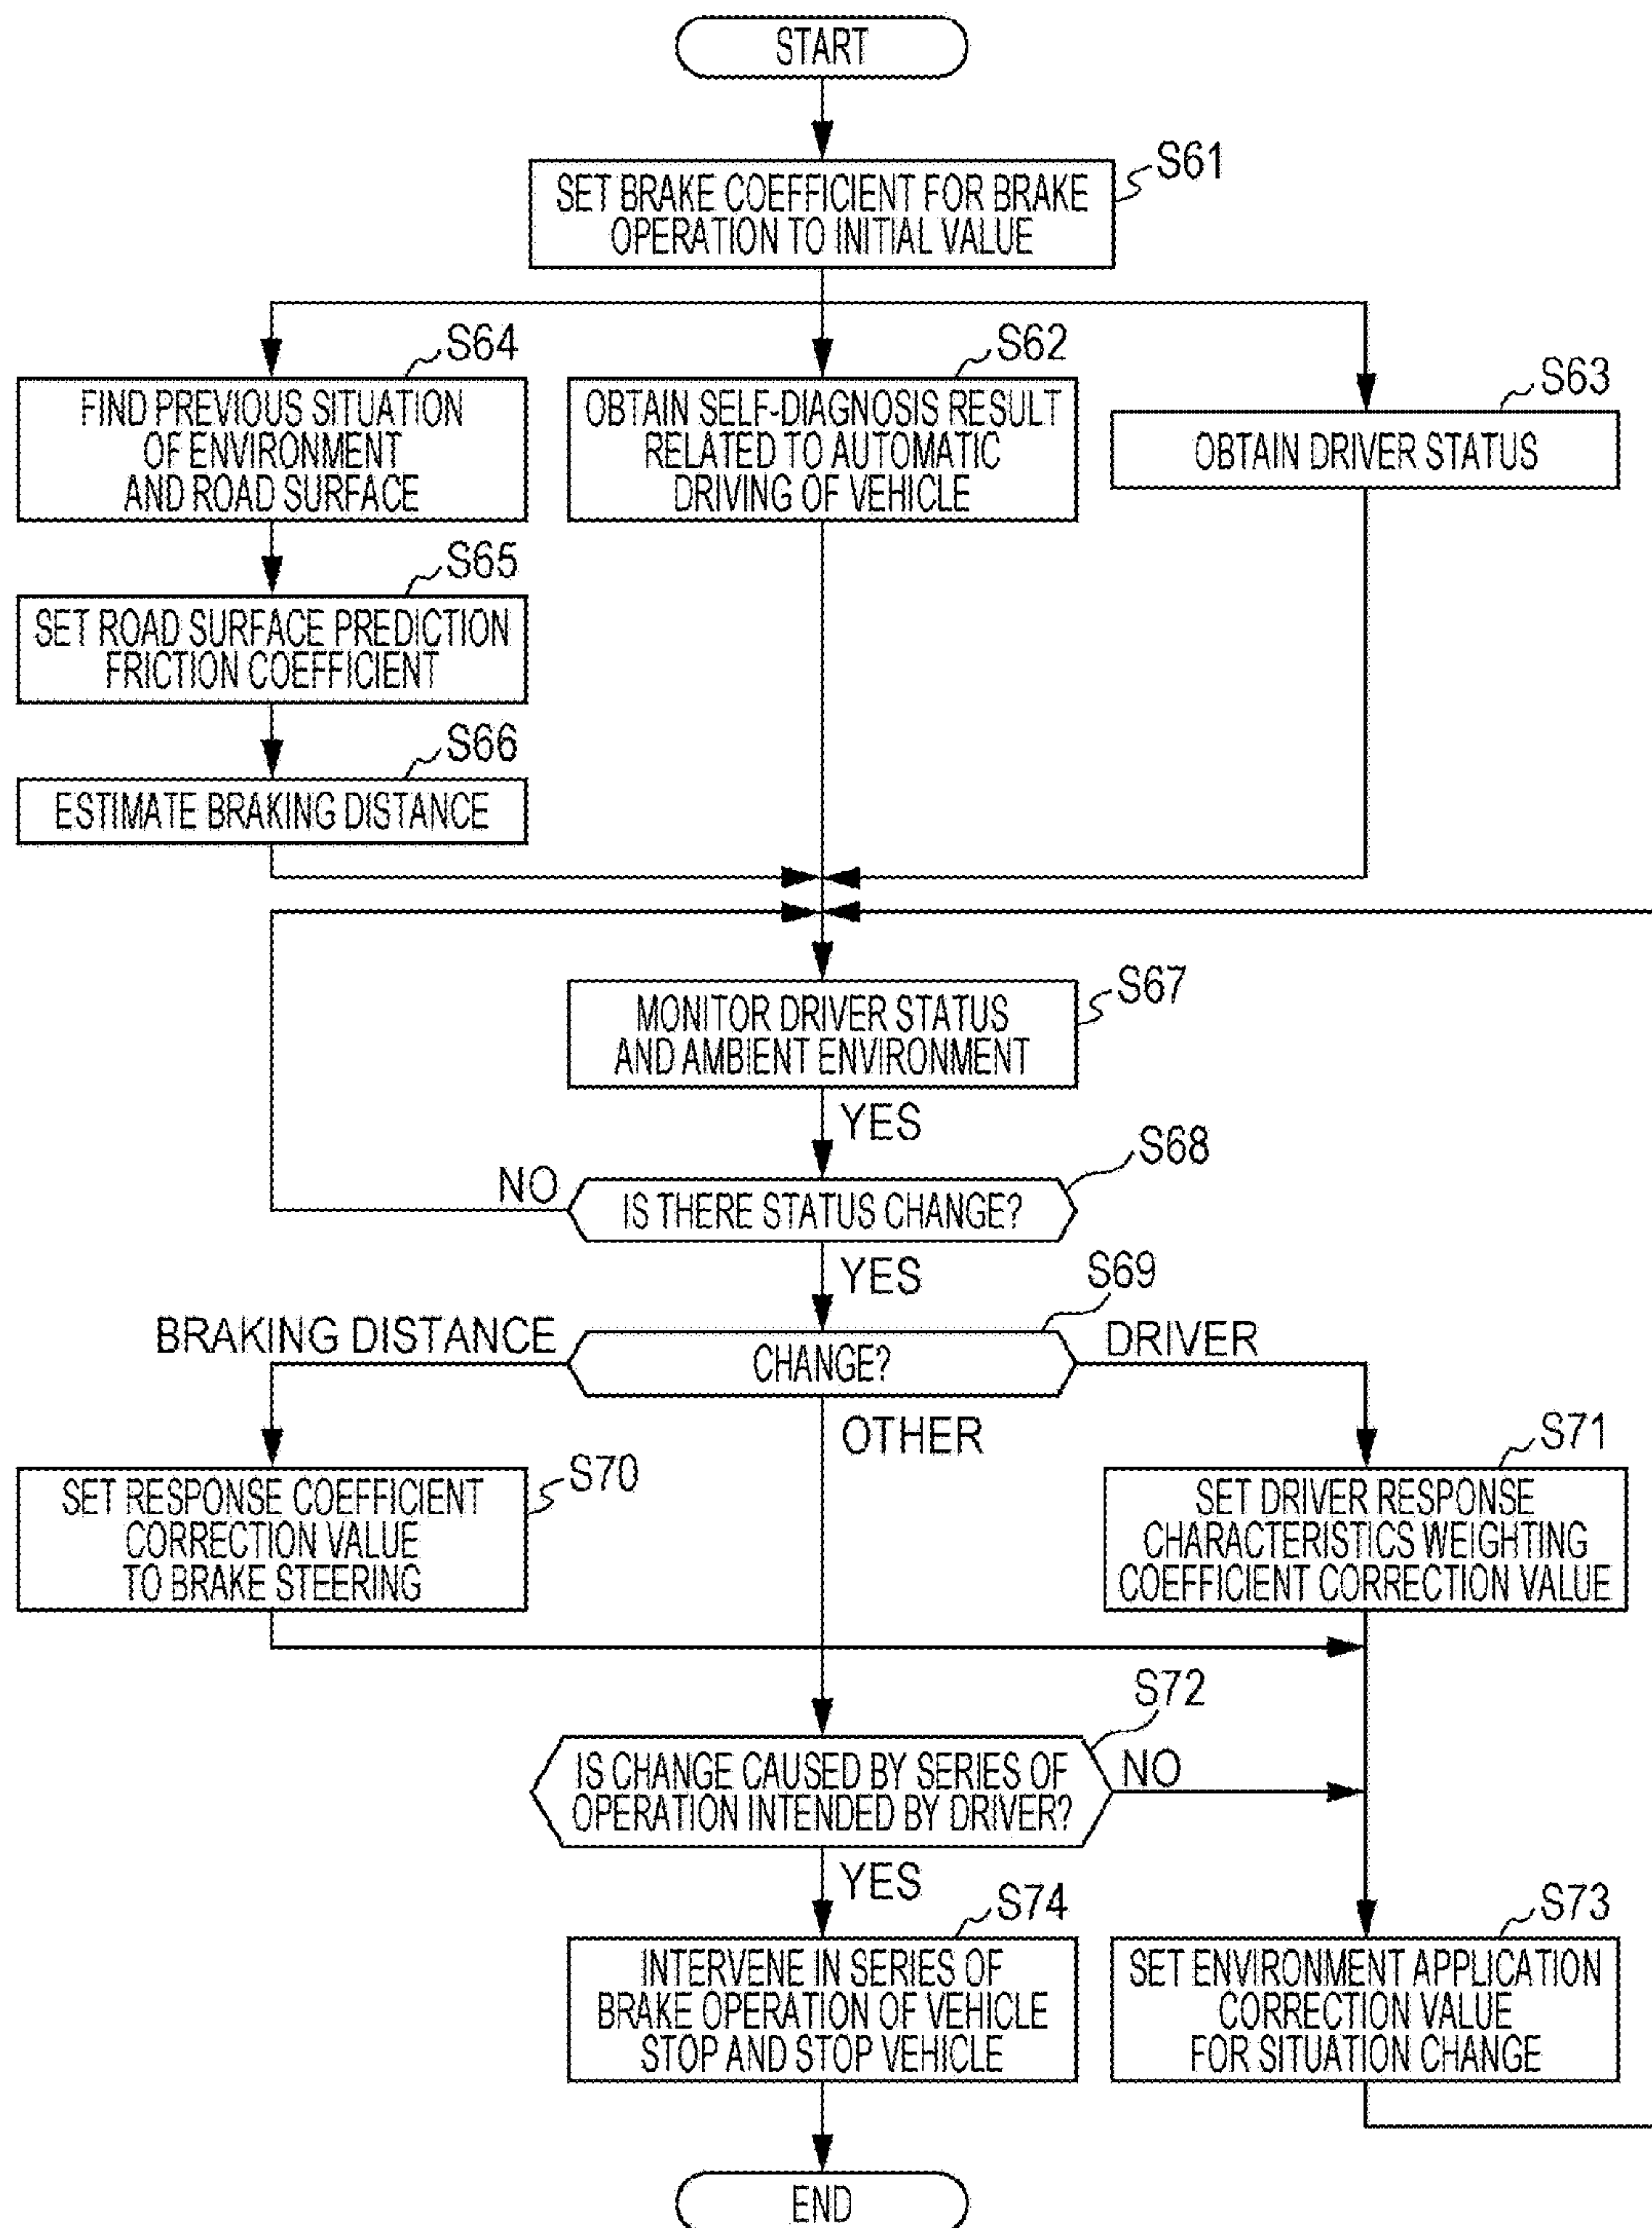 START
S61
SET BRAKE COEFFICIENT FOR BRAKE
OPERATION TO INITIAL VALUE
S64
FIND PREVIOUS SITUATION
OF ENVIRONMENT
AND ROAD SURFACE
S62
OBTAIN SELF-DIAGNOSIS RESULT
RELATED TO AUTOMATIC
DRIVING OF VEHICLE
S63
OBTAIN DRIVER STATUS
S65
SET ROAD SURFACE PREDICTION
FRICTION COEFFICIENT
S66
ESTIMATE BRAKING DISTANCE
S67
MONITOR DRIVER STATUS
AND AMBIENT ENVIRONMENT
YES
S68
NO
IS THERE STATUS CHANGE?
YES
S69
BRAKING DISTANCE
CHANGE?
DRIVER
OTHER
S70
SET RESPONSE COEFFICIENT
CORRECTION VALUE
TO BRAKE STEERING
S71
SET DRIVER RESPONSE
CHARACTERISTICS WEIGHTING
COEFFICIENT CORRECTION VALUE
S72
IS CHANGE CAUSED BY SERIES OF
OPERATION INTENDED BY DRIVER?
NO
YES
S74
INTERVENE IN SERIES OF
BRAKE OPERATION OF VEHICLE
STOP AND STOP VEHICLE
S73
SET ENVIRONMENT APPLICATION
CORRECTION VALUE
FOR SITUATION CHANGE
END